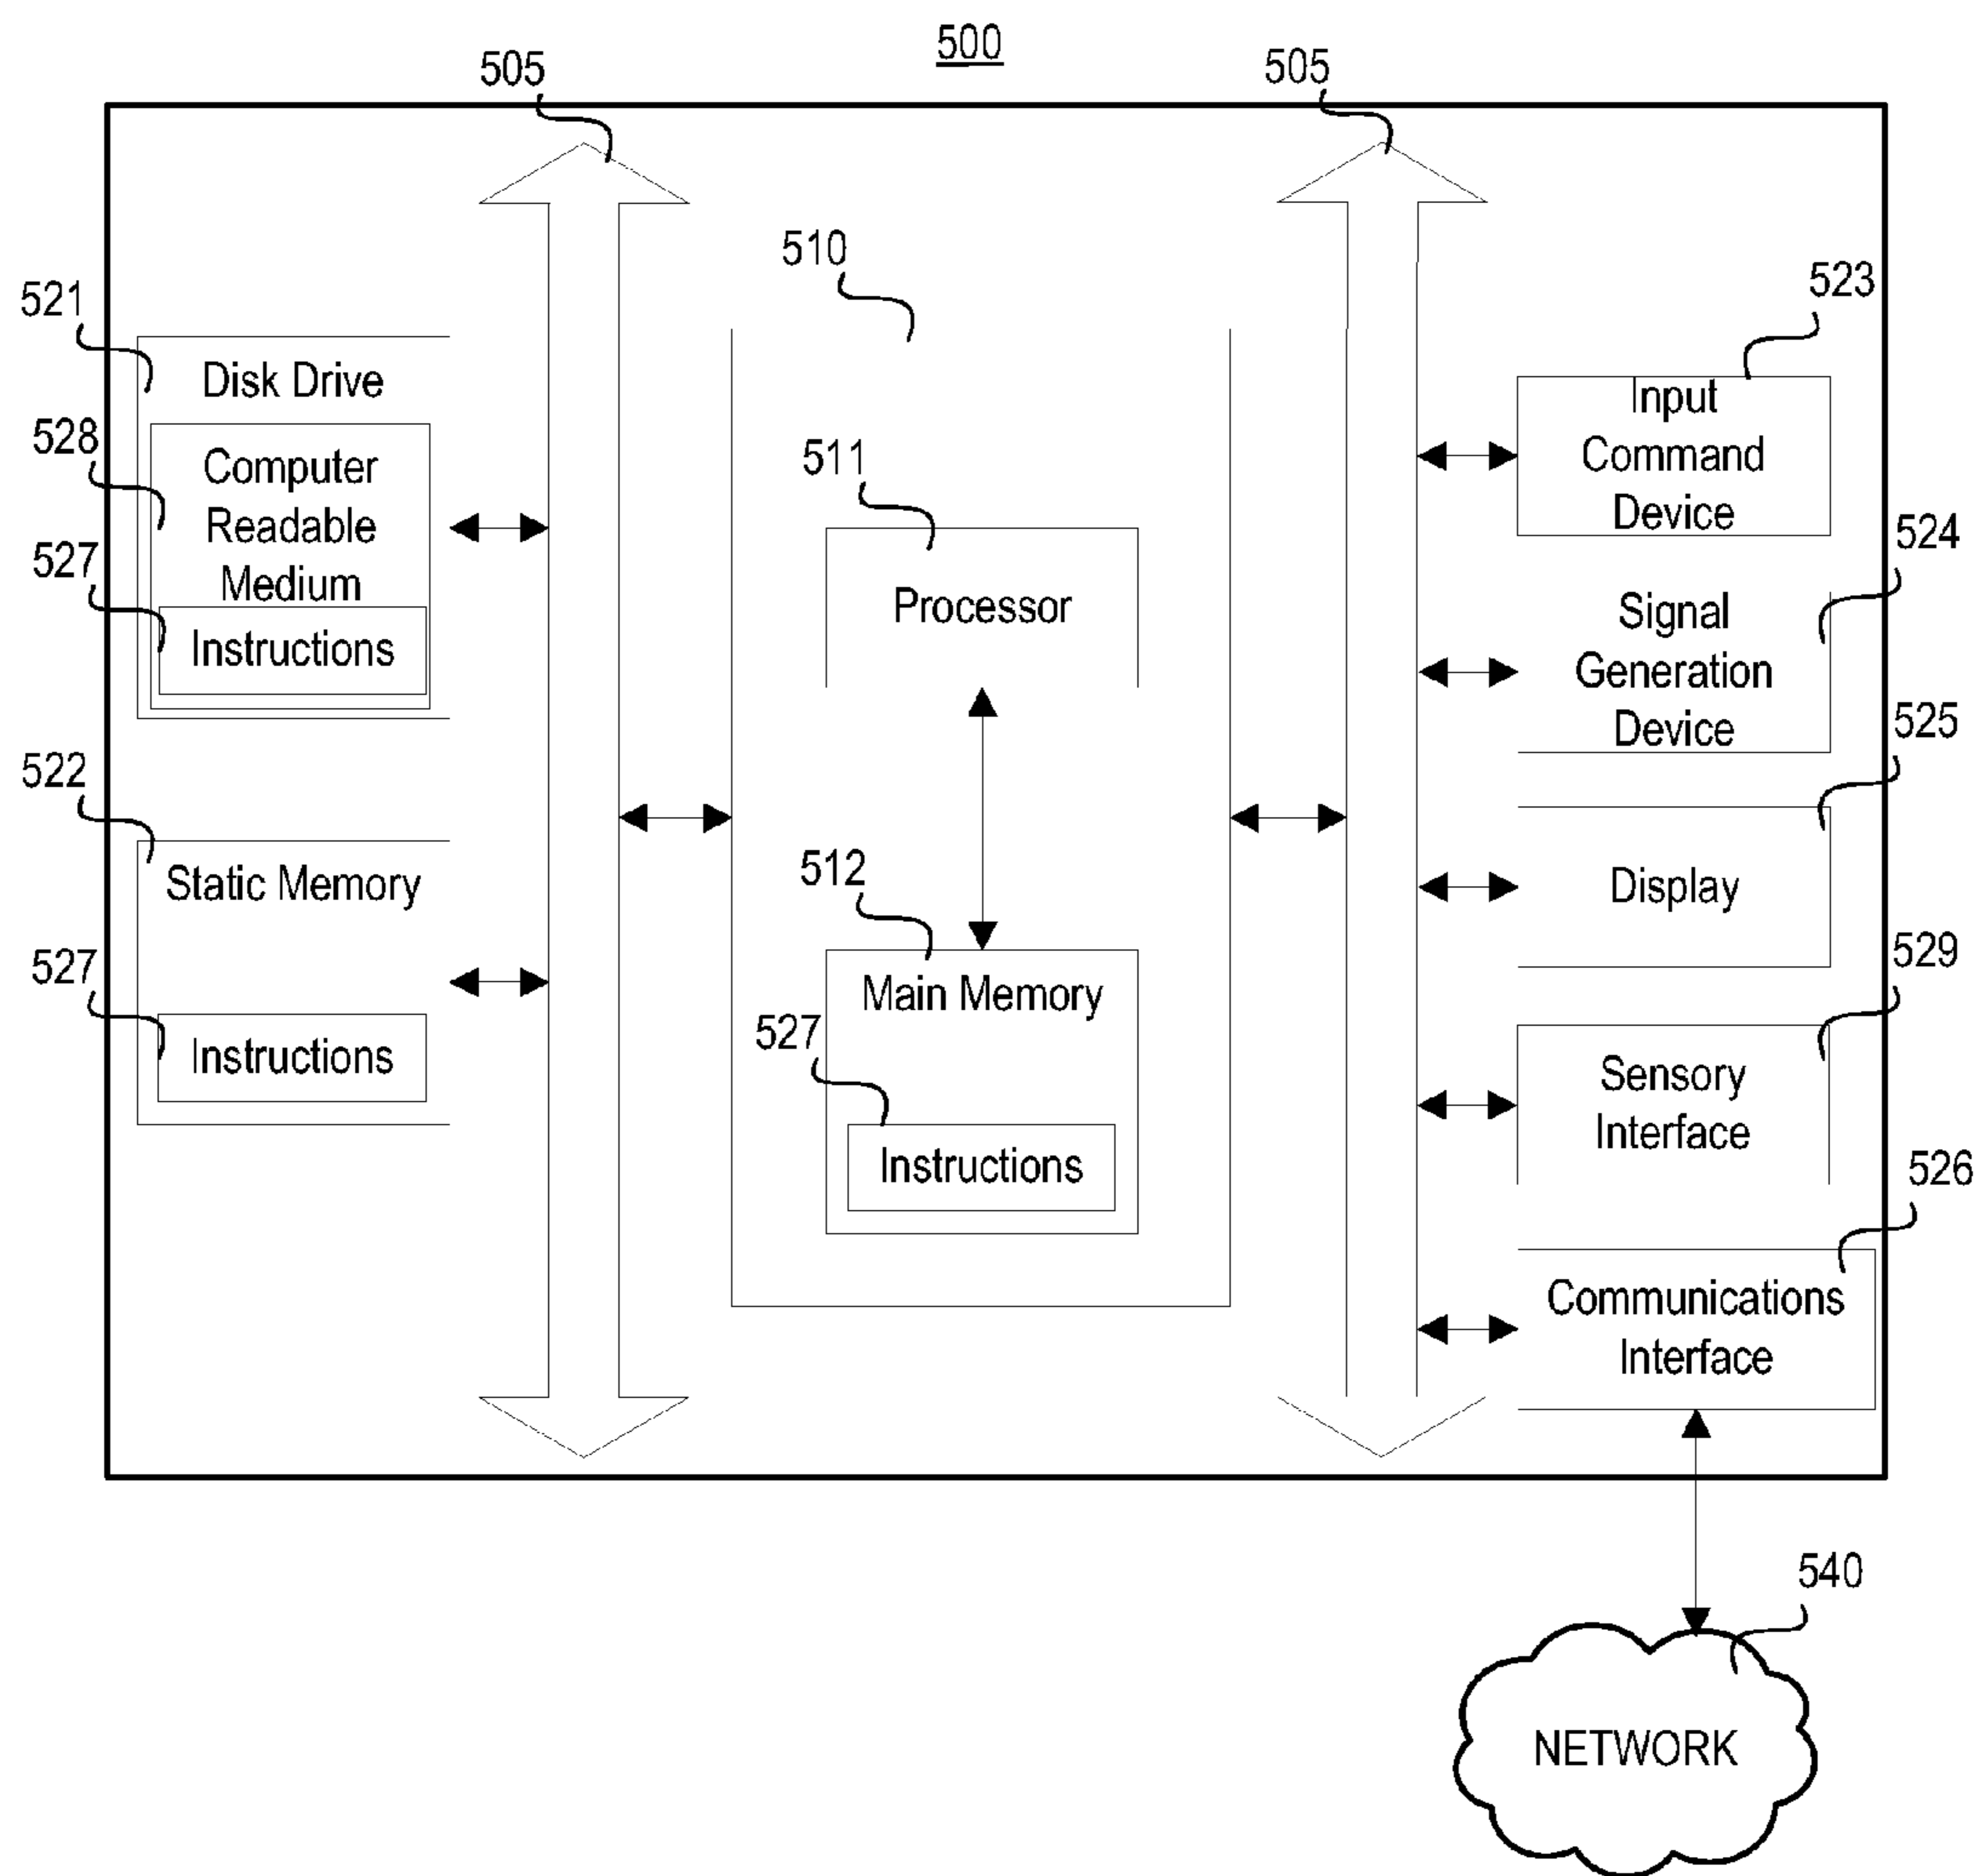 500
505
505
510
521
523
Disk Drive
Input
Command
Device
528
Computer
Readable
Medium
511
527
524
Instructions
Processor
Signal
Generation
Device
525
522
512
Static Memory
Display
529
527
Main Memory
527
Instructions
Sensory
Interface
Instructions
526
Communications
Interface
540
NETWORK